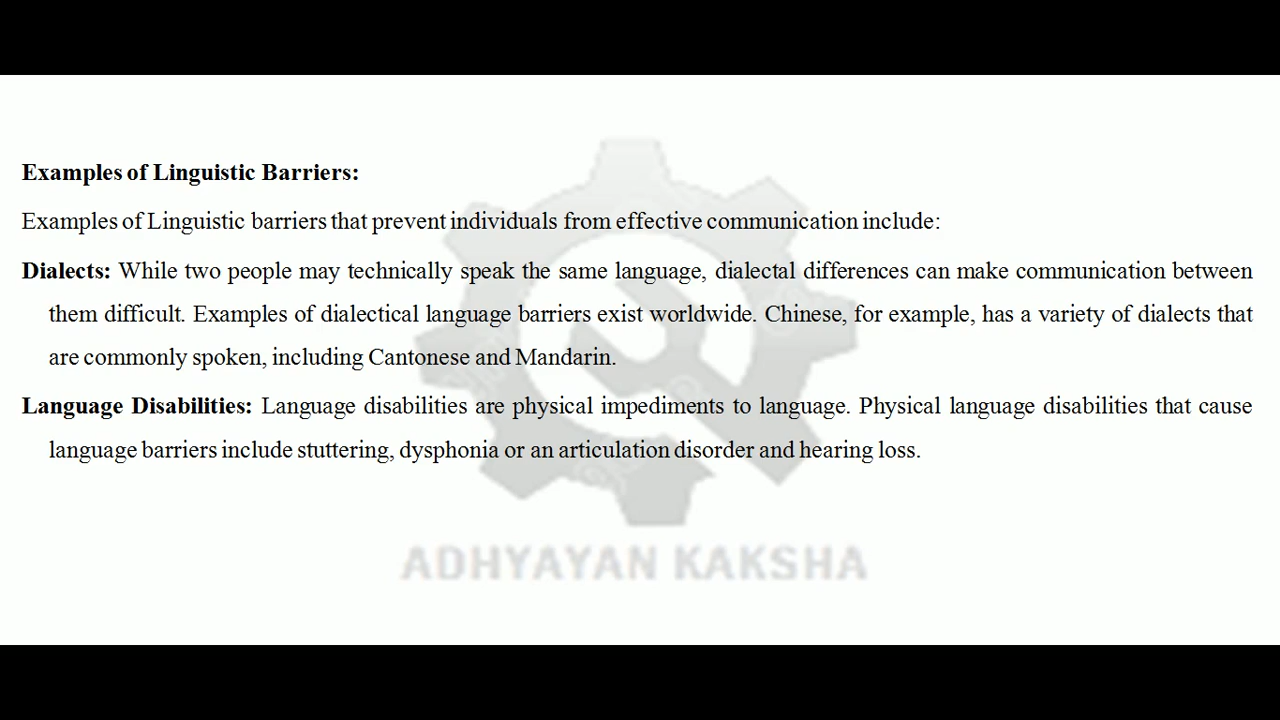 Examples of Linguistic Barriers:
Examples of Linguistic barriers that prevent individuals from effective communication include:
Dialects: While two people may technically speak the same language, dialectal differences can make communication between
them difficult. Examples of dialectical language barriers exist worldwide. Chinese, for example, has a variety of dialects that
are commonly spoken, including Cantonese and Mandarin.
Language Disabilities: Language disabilities are physical impediments to language. Physical language disabilities that cause
language barriers include stuttering, dysphonia or an articulation disorder and hearing loss.
ADHYAYAN KAKSHA